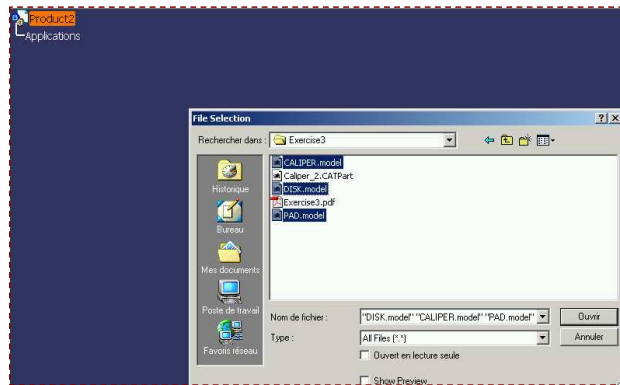 Product2
Applications
File Selection
Rechercher dans :
Exercise3
CALIPER.model
Caliper_2.CATPart
DISK.model
Exercise3.pdf
PAD.model
Historique
Bureau
Mes documents
Poste de travail
Favoris réseau
Nom de fichier :
"DISK.model" "CALIPER.model" "PAD.model"
Ouvrir
Type :
All Files (*.*)
Annuler
Ouvert en lecture seule
Show Preview